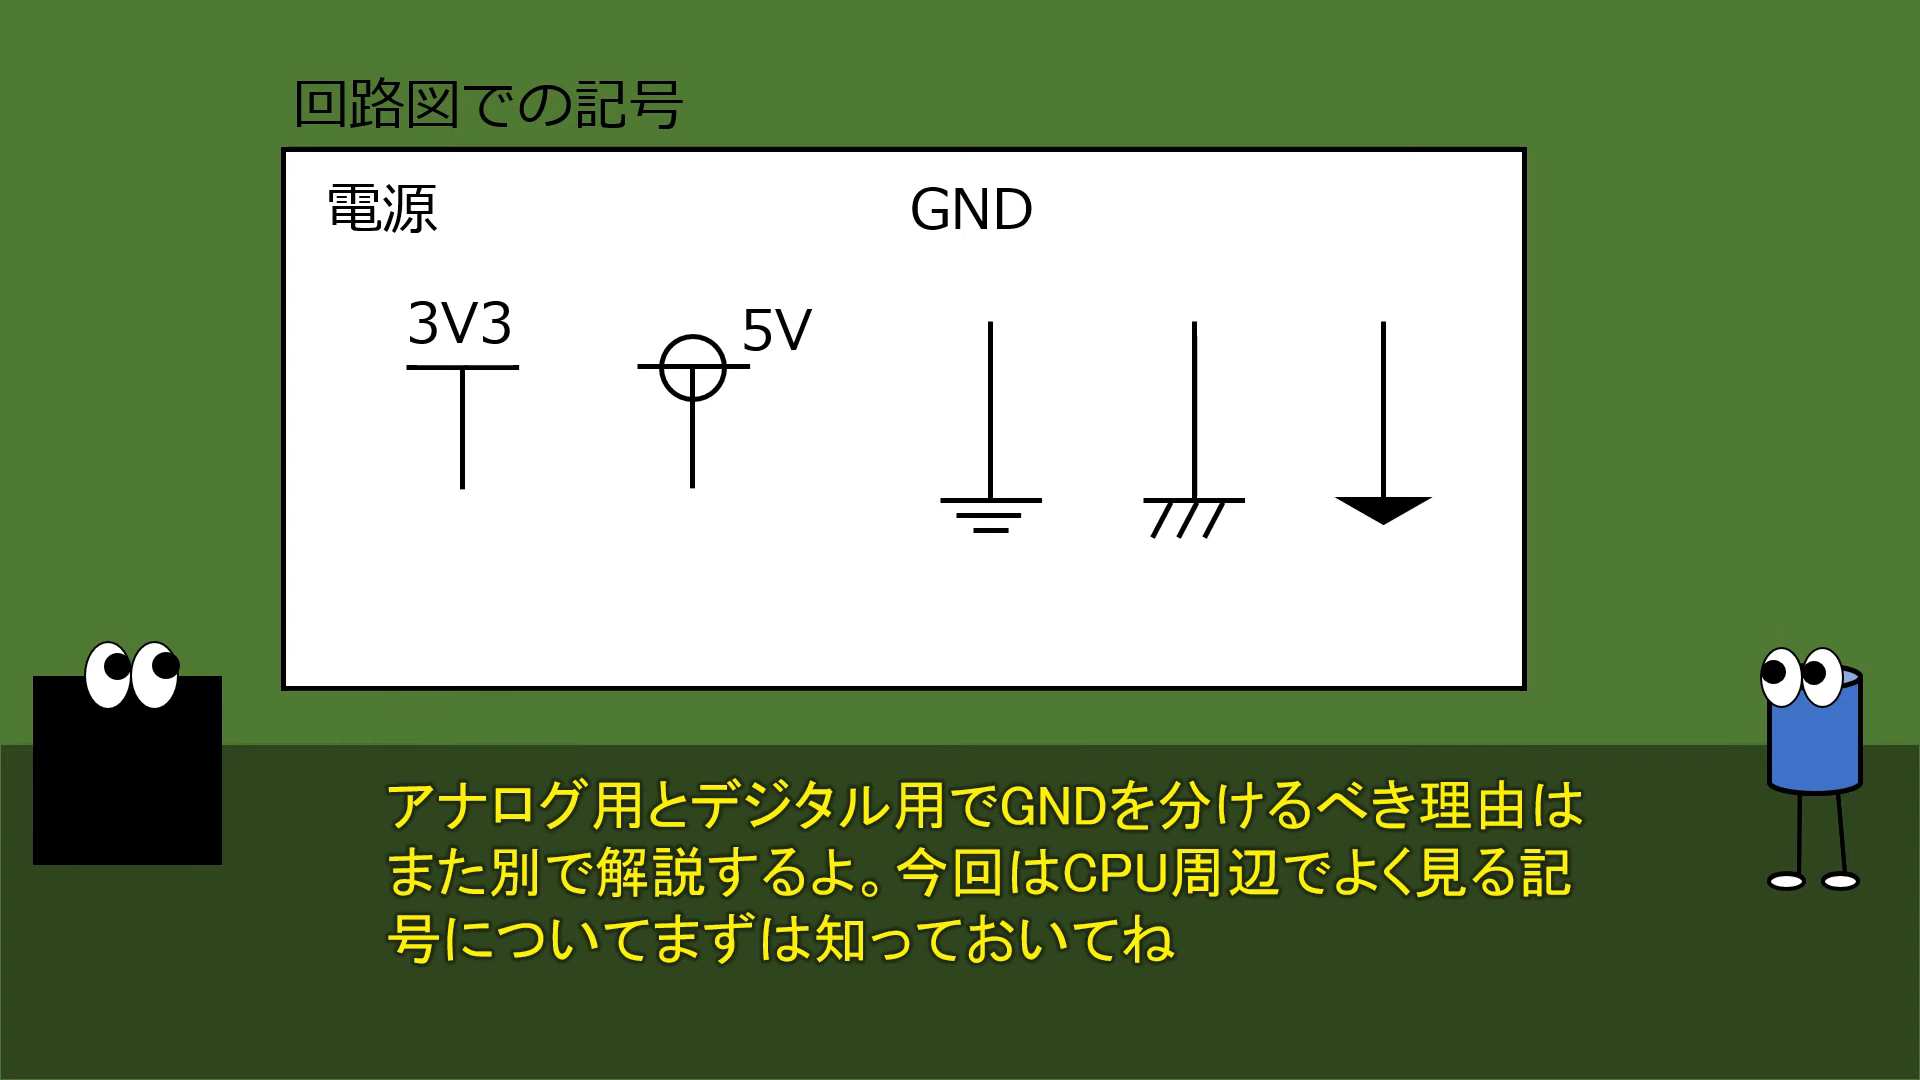 回路図での記号
電源
GND
3V3
5V
アナログ用とデジタル用でGNDを分けるべき理由は
また別で解説するよ。今回はCPU周辺でよく見る記
号についてまずは知っておいてね